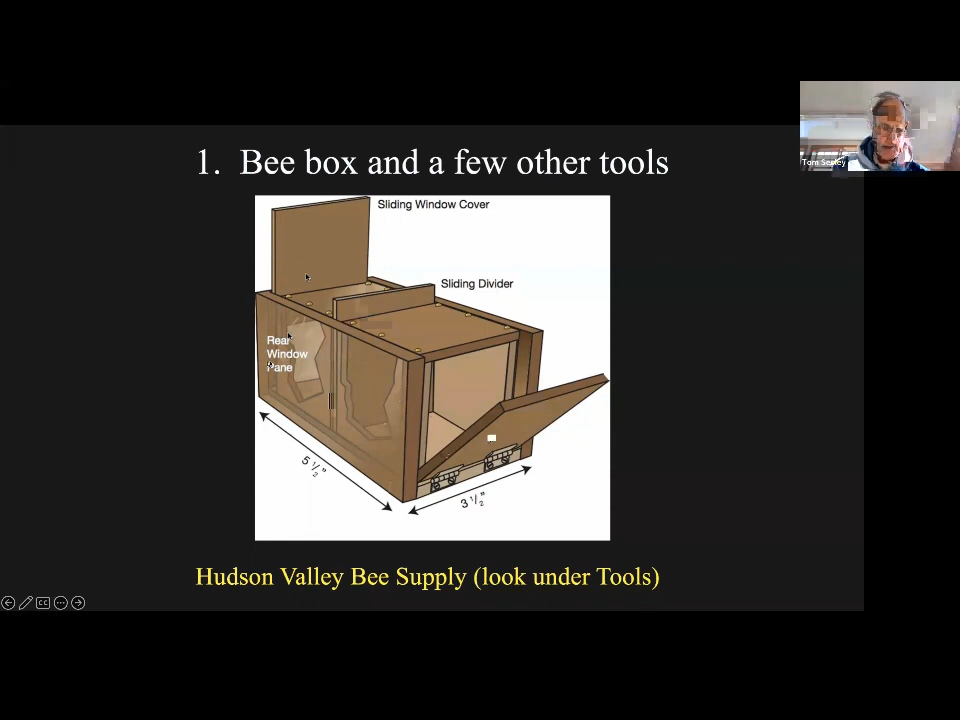 1. Bee box and a few other tools
Tom Seeley
Sliding Window Cover
Sliding Divider
Rear
Window
Pane
5 ½”
3 ½”
Hudson Valley Bee Supply (look under Tools)
CC